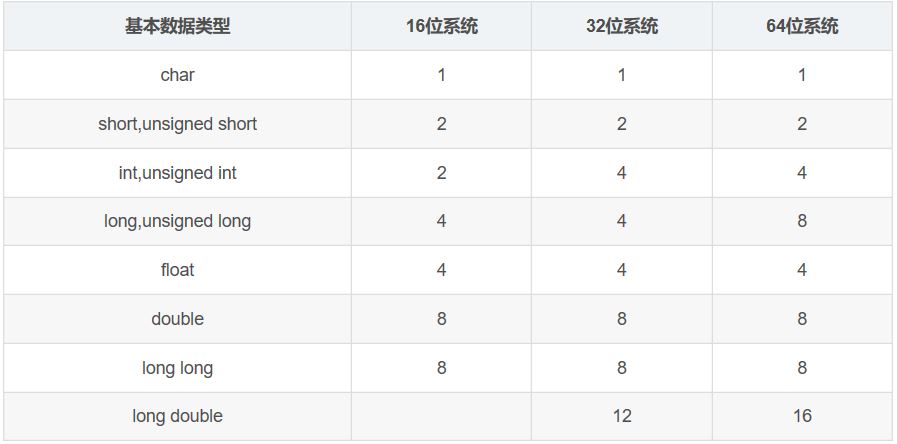 基本数据类型 16位系统 32位系统 64位系统
char 1 1 1
short,unsigned short 2 2 2
int,unsigned int 2 4 4
long,unsigned long 4 4 8
float 4 4 4
double 8 8 8
long long 8 8 8
long double 12 16